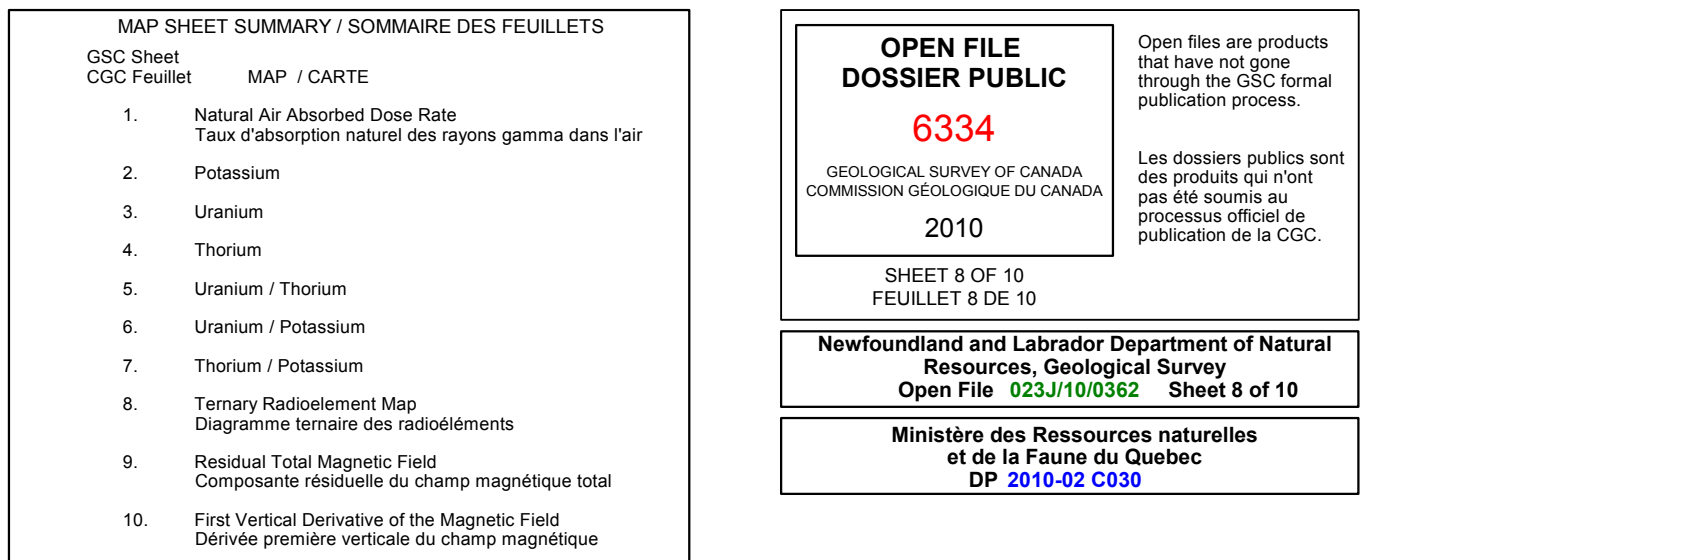 MAP SHEET SUMMARY / SOMMAIRE DES FEUILLETS
GSC Sheet
CGC Feuillet MAP / CARTE
1. Natural Air Absorbed Dose Rate
Taux d'absorption naturel des rayons gamma dans l'air
2. Potassium
3. Uranium
4. Thorium
5. Uranium / Thorium
6. Uranium / Potassium
7. Thorium / Potassium
8. Ternary Radioelement Map
Diagramme ternaire des radioéléments
9. Residual Total Magnetic Field
Composante résiduelle du champ magnétique total
10. First Vertical Derivative of the Magnetic Field
Dérivée première verticale du champ magnétique
OPEN FILE
DOSSIER PUBLIC
6334
GEOLOGICAL SURVEY OF CANADA
COMMISSION GÉOLOGIQUE DU CANADA
2010
SHEET 8 OF 10
FEUILLET 8 DE 10
Open files are products
that have not gone
through the GSC formal
publication process.
Les dossiers publics sont
des produits qui n'ont
pas été soumis au
processus officiel de
publication de la CGC.
Newfoundland and Labrador Department of Natural
Resources, Geological Survey
Open File 023J/10/0362 Sheet 8 of 10
Ministère des Ressources naturelles
et de la Faune du Quebec
DP 2010-02 C030